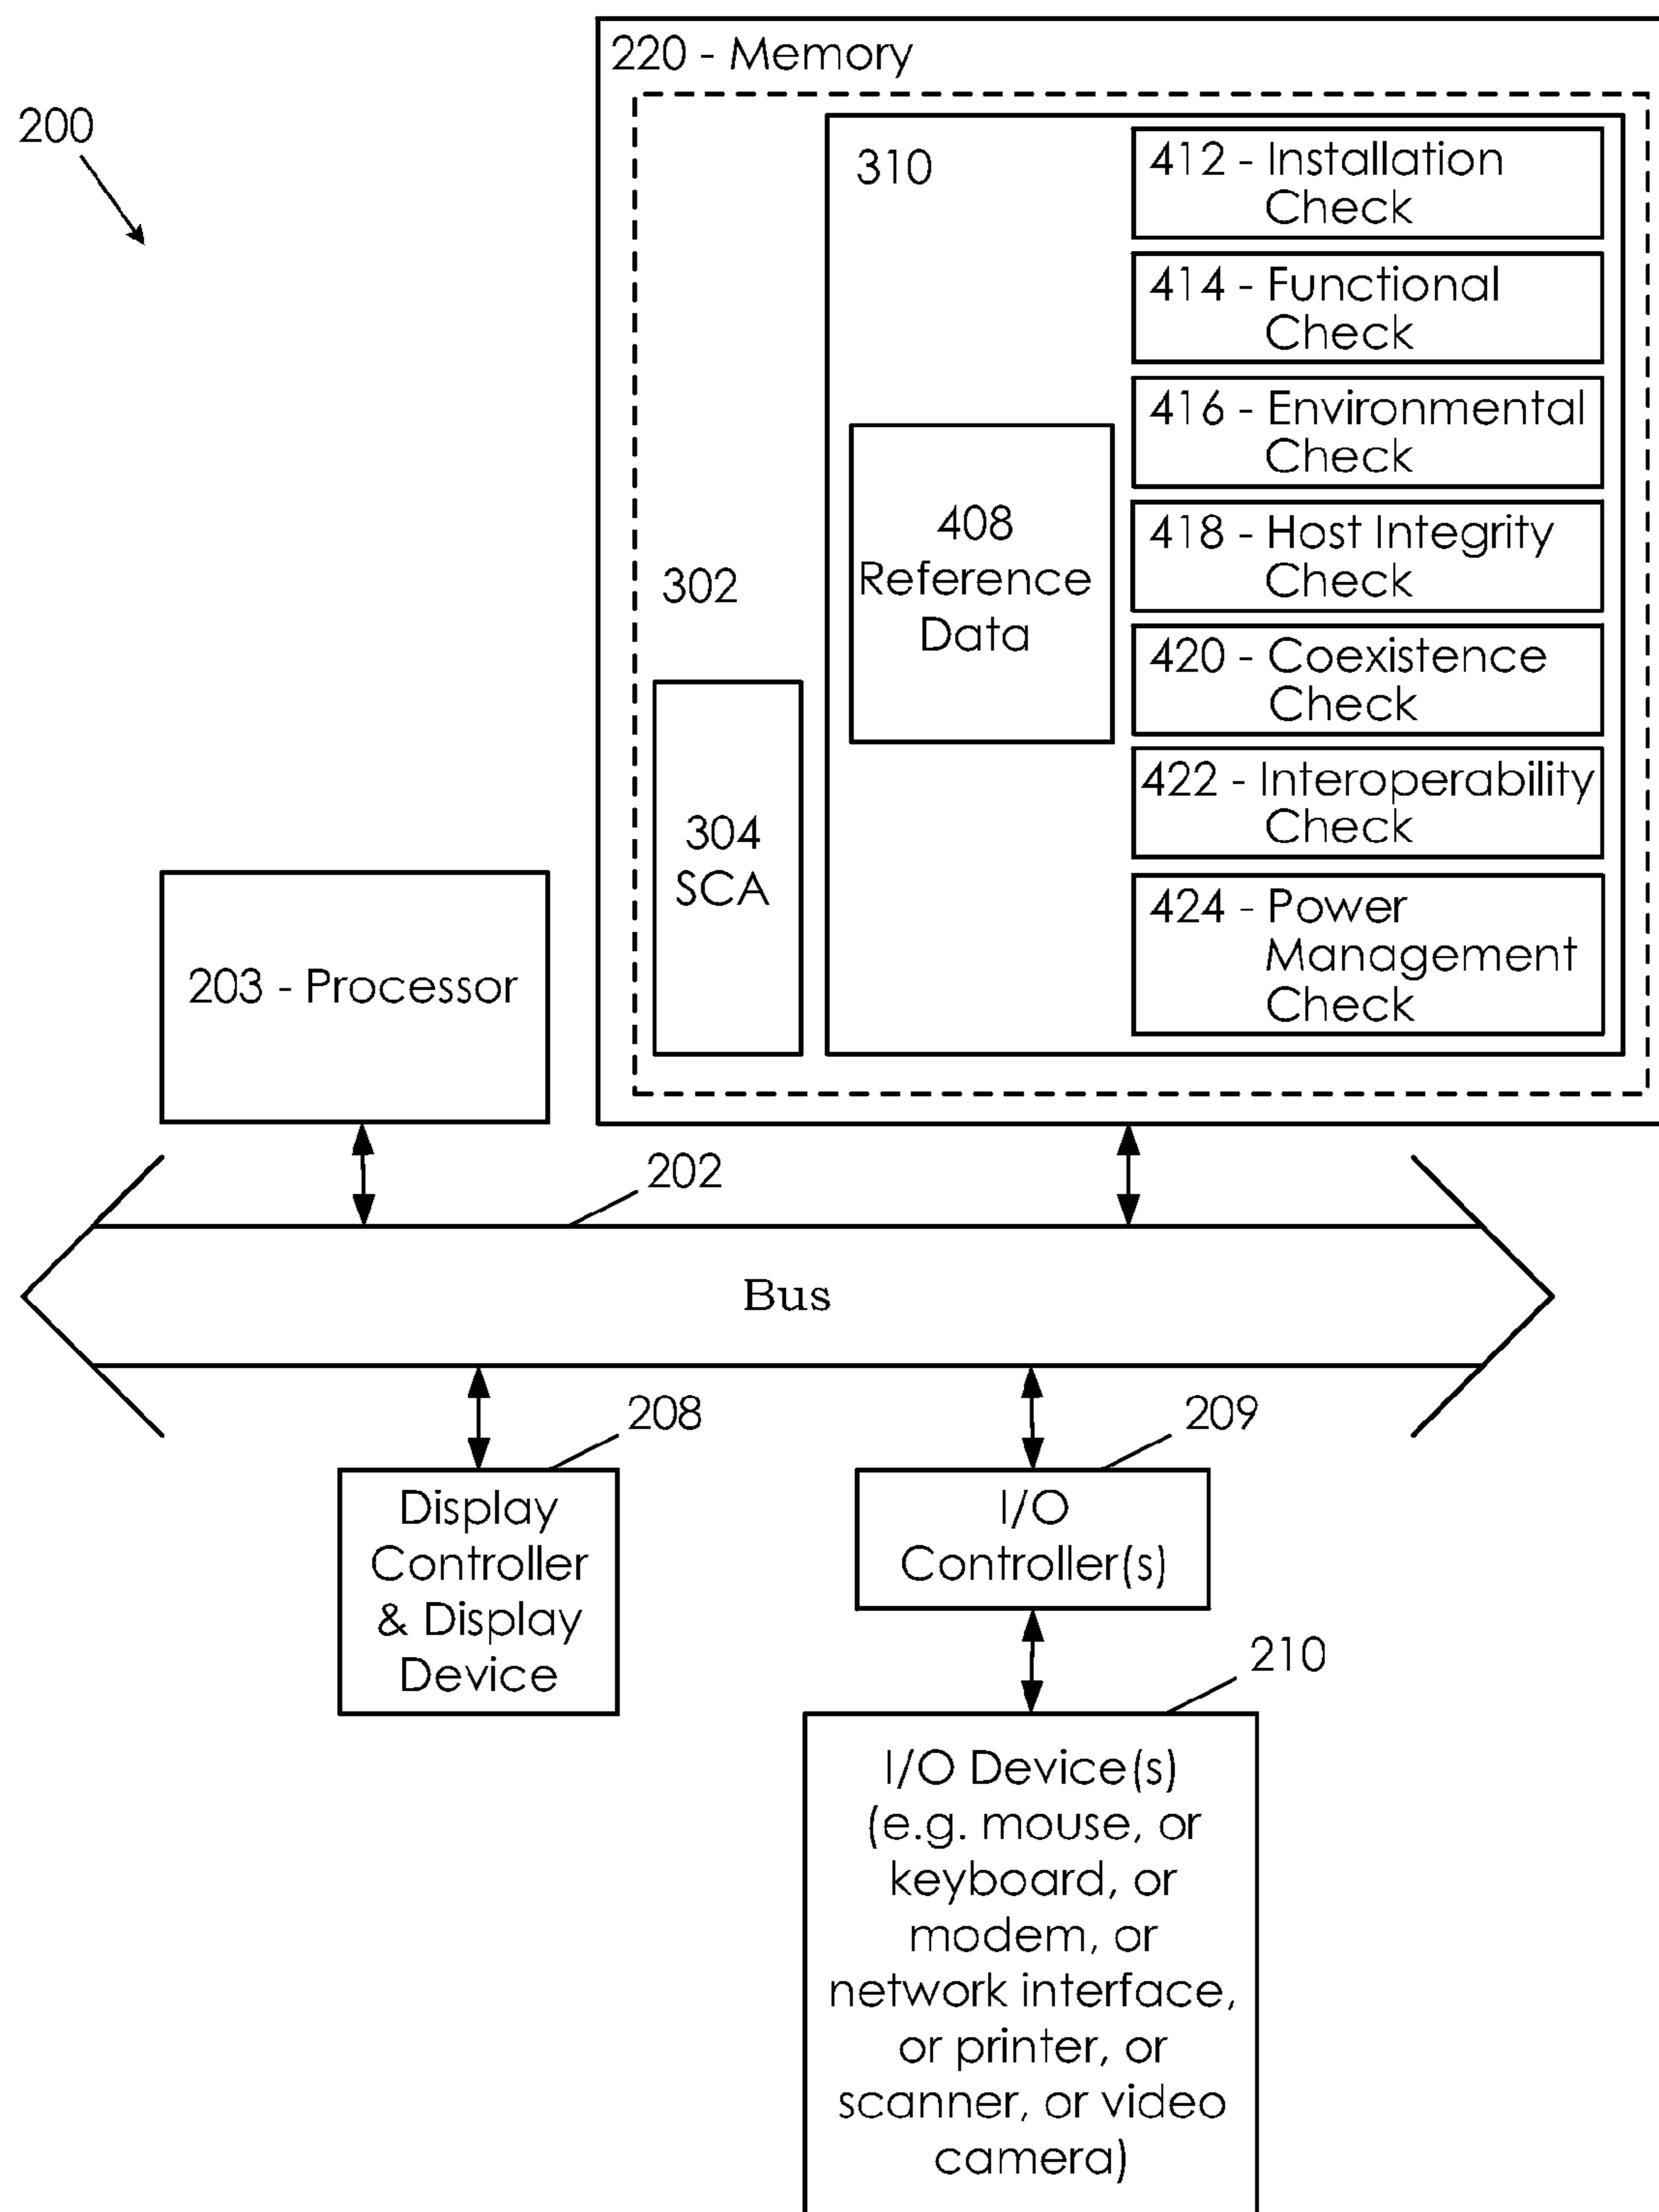 220 - Memory
200
310
412 - Installation
Check
414 - Functional
Check
416 - Environmental
Check
408
Reference
Data
418 - Host Integrity
Check
302
420 - Coexistence
Check
422 - Interoperability
Check
304
SCA
424 - Power
Management
Check
203 - Processor
202
Bus
208
209
Display
Controller
& Display
Device
I/O
Controller(s)
210
I/O Device(s)
(e.g. mouse, or
keyboard, or
modem, or
network interface,
or printer, or
scanner, or video
camera)